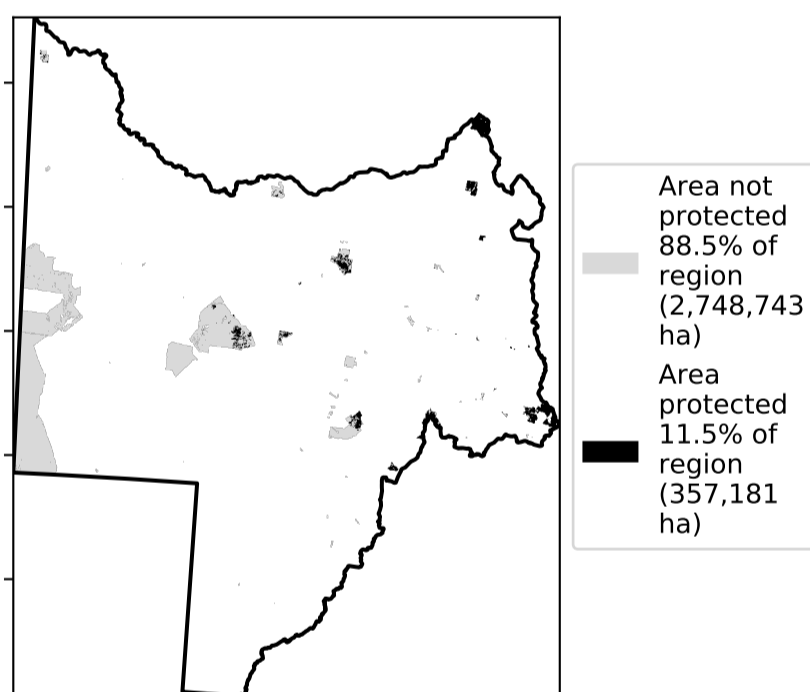 Area not
protected
88.5% of
region
(2,748,743
ha)
Area
protected
11.5% of
region
(357,181
ha)